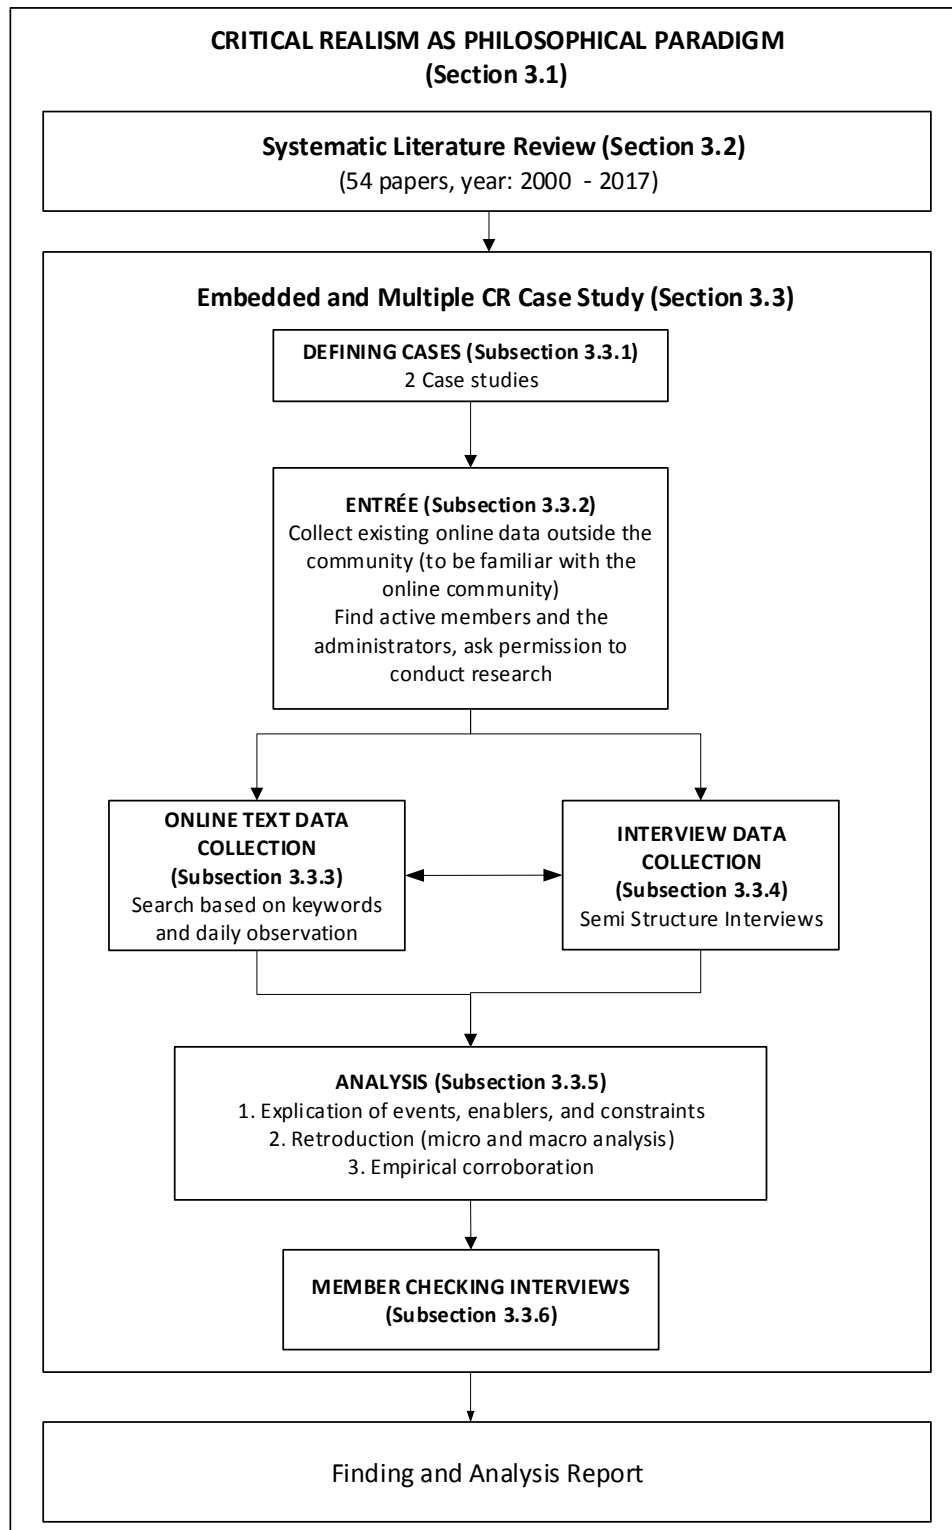 CRITICAL REALISM AS PHILOSOPHICAL PARADIGM
(Section 3.1)
Systematic Literature Review (Section 3.2)
(54 papers, year: 2000 - 2017)
Embedded and Multiple CR Case Study (Section 3.3)
DEFINING CASES (Subsection 3.3.1)
2 Case studies
ENTRÉE (Subsection 3.3.2)
Collect existing online data outside the
community (to be familiar with the
online community)
Find active members and the
administrators, ask permission to
conduct research
ONLINE TEXT DATA
COLLECTION
(Subsection 3.3.3)
Search based on keywords
and daily observation
INTERVIEW DATA
COLLECTION
(Subsection 3.3.4)
Semi Structure Interviews
ANALYSIS (Subsection 3.3.5)
1. Explication of events, enablers, and constraints
2. Retroduction (micro and macro analysis)
3. Empirical corroboration
MEMBER CHECKING INTERVIEWS
(Subsection 3.3.6)
Finding and Analysis Report